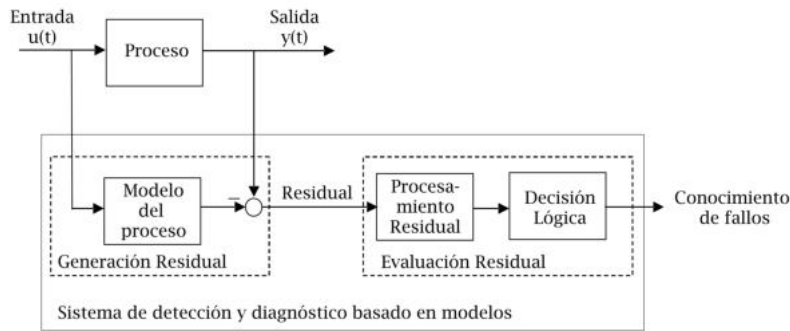 Entrada
u(t)
Proceso
Salida
y(t)
Modelo
del
proceso
–
Residual
Procesa-
miento
Residual
Decisión
Lógica
Conocimiento
de fallos
Generación Residual
Evaluación Residual
Sistema de detección y diagnóstico basado en modelos